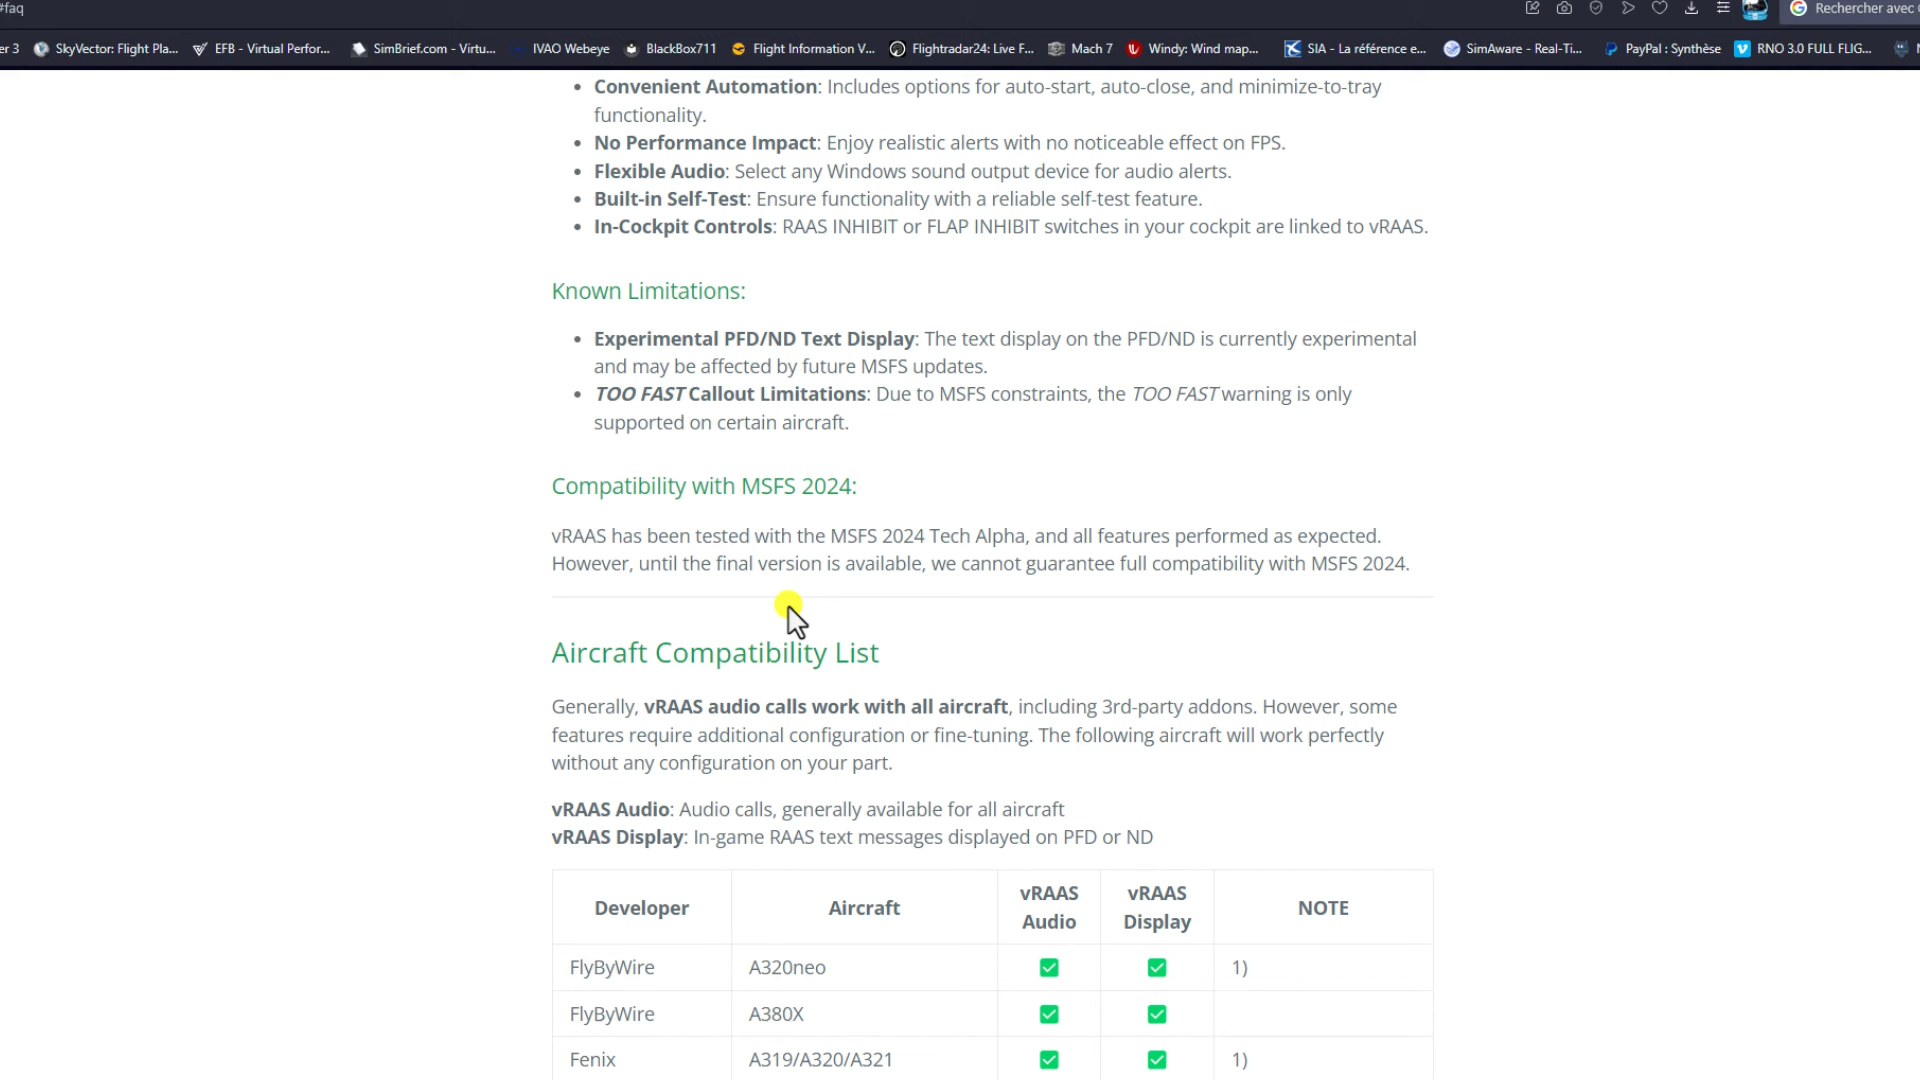 #faq
Rechercher avec
er 3 SkyVector: Flight Pla... EFB - Virtual Perfor... SimBrief.com - Virtu... IVAO Webeye BlackBox711 Flight Information V... Flightradar24: Live F... Mach 7 Windy: Wind map... SIA - La référence e... SimAware - Real-Ti... PayPal : Synthèse RNO 3.0 FULL FLIG...
• Convenient Automation: Includes options for auto-start, auto-close, and minimize-to-tray
functionality.
• No Performance Impact: Enjoy realistic alerts with no noticeable effect on FPS.
• Flexible Audio: Select any Windows sound output device for audio alerts.
• Built-in Self-Test: Ensure functionality with a reliable self-test feature.
• In-Cockpit Controls: RAAS INHIBIT or FLAP INHIBIT switches in your cockpit are linked to vRAAS.
Known Limitations:
• Experimental PFD/ND Text Display: The text display on the PFD/ND is currently experimental
and may be affected by future MSFS updates.
• TOO FAST Callout Limitations: Due to MSFS constraints, the TOO FAST warning is only
supported on certain aircraft.
Compatibility with MSFS 2024:
vRAAS has been tested with the MSFS 2024 Tech Alpha, and all features performed as expected.
However, until the final version is available, we cannot guarantee full compatibility with MSFS 2024.
Aircraft Compatibility List
Generally, vRAAS audio calls work with all aircraft, including 3rd-party addons. However, some
features require additional configuration or fine-tuning. The following aircraft will work perfectly
without any configuration on your part.
vRAAS Audio: Audio calls, generally available for all aircraft
vRAAS Display: In-game RAAS text messages displayed on PFD or ND
Developer Aircraft vRAAS Audio vRAAS Display NOTE
FlyByWire A320neo ✅ ✅ 1)
FlyByWire A380X ✅ ✅
Fenix A319/A320/A321 ✅ ✅ 1)